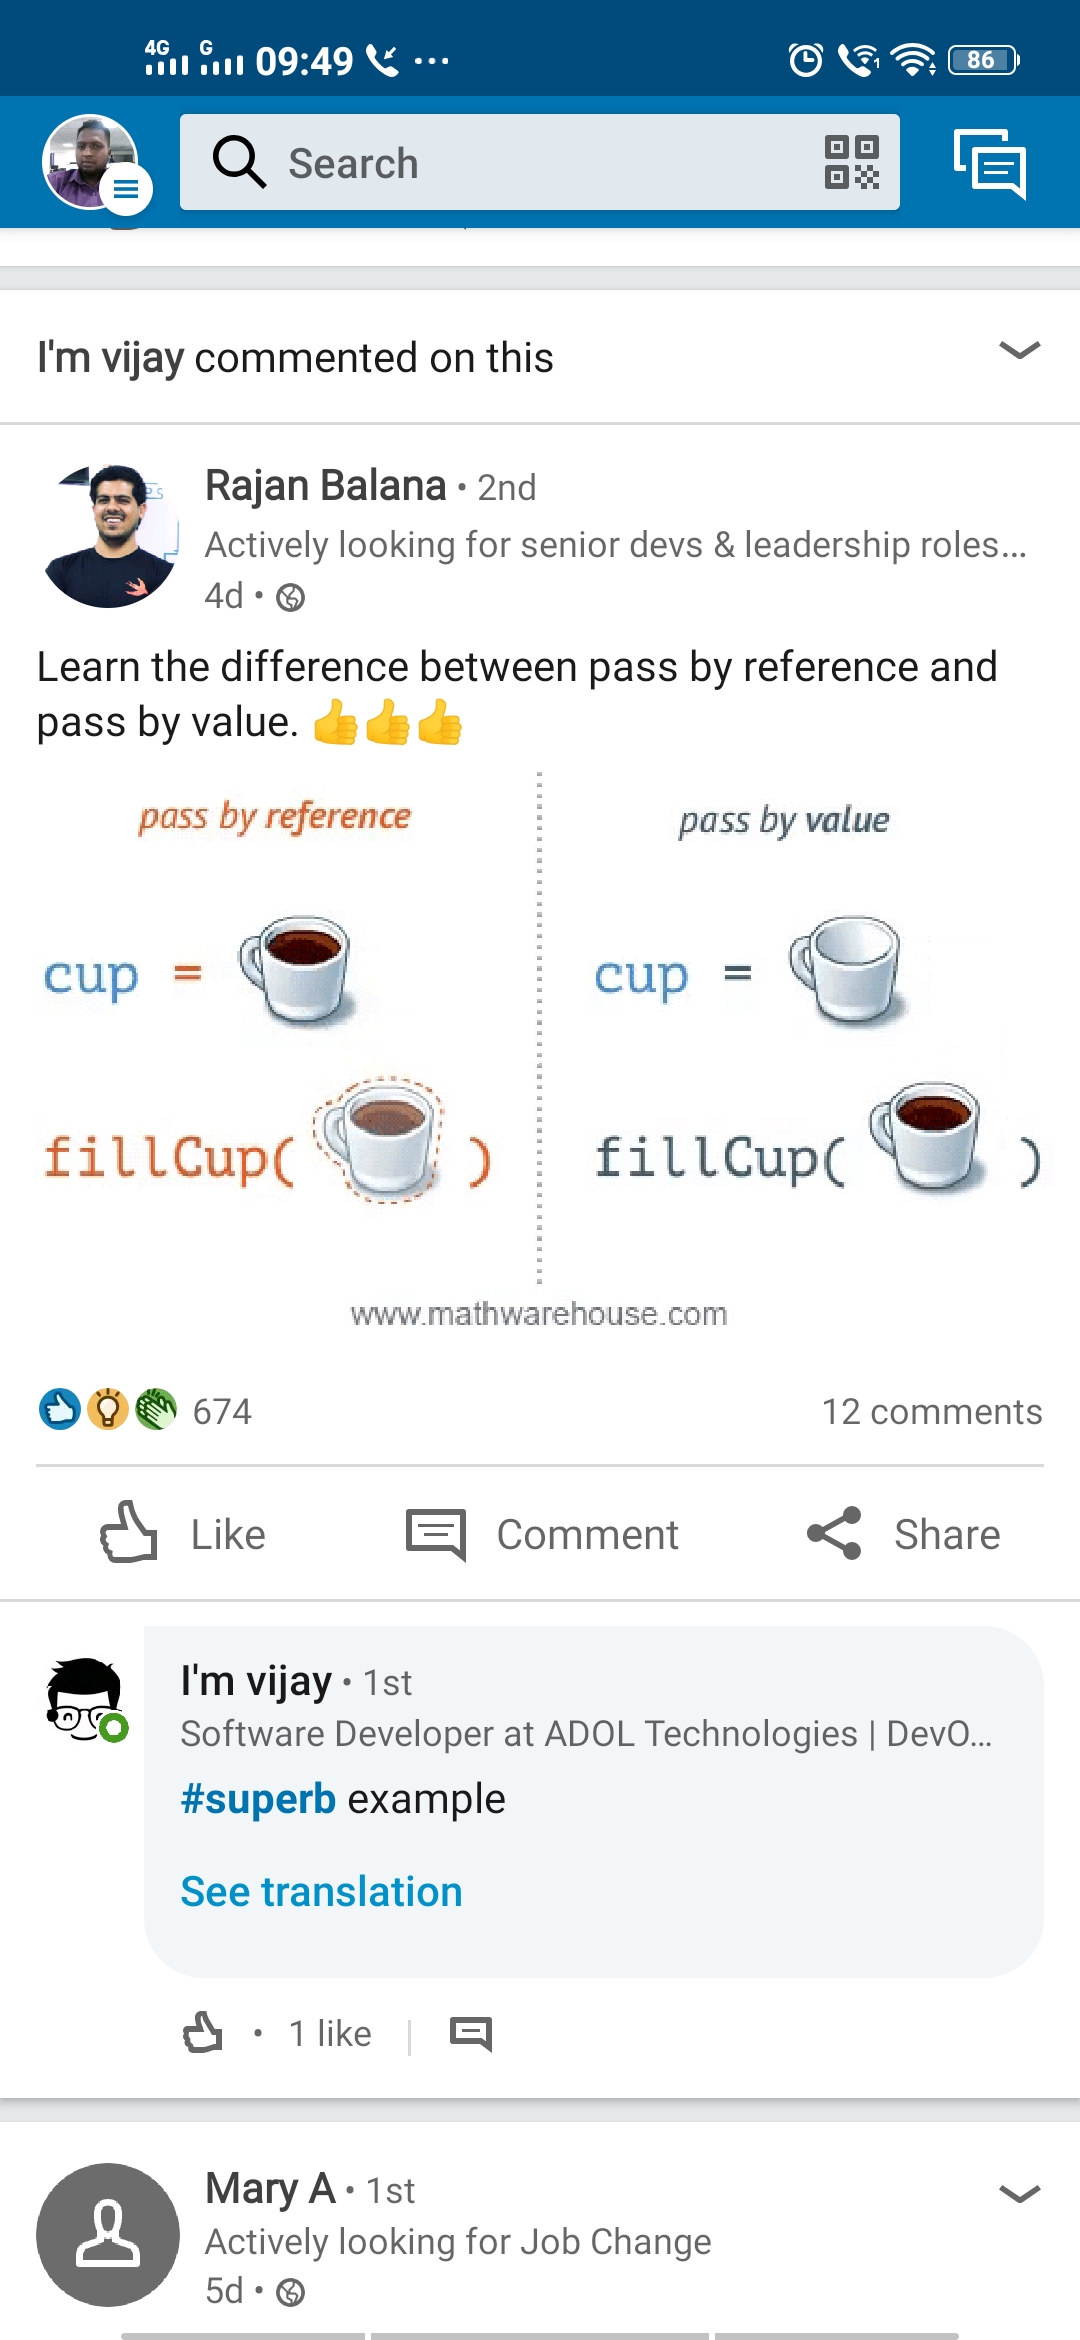 4G G 09:49 86
Search
I'm vijay commented on this
Rajan Balana • 2nd
Actively looking for senior devs & leadership roles...
4d •
Learn the difference between pass by reference and
pass by value. 👍👍👍
pass by reference
pass by value
cup =
cup =
fillCup( )
fillCup( )
www.mathwarehouse.com
674
12 comments
Like
Comment
Share
I'm vijay • 1st
Software Developer at ADOL Technologies | DevO...
#superb example
See translation
• 1 like |
Mary A • 1st
Actively looking for Job Change
5d •